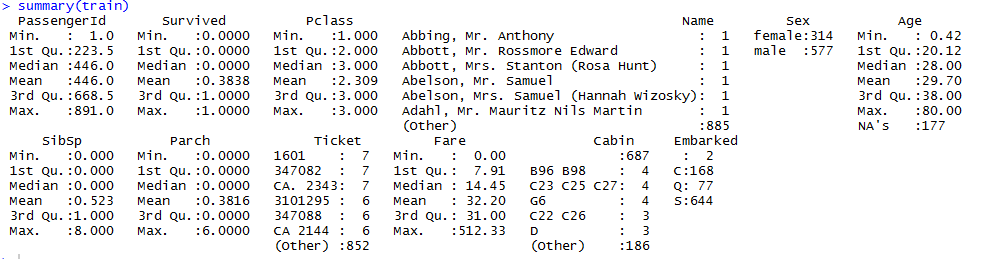 > summary(train)
  PassengerId       Survived          Pclass                                         Name         Sex           Age       
 Min.   :  1.0   Min.   :0.0000   Min.   :1.000   Abbing, Mr. Anthony                  :  1   female:314   Min.   : 0.42  
 1st Qu.:223.5   1st Qu.:0.0000   1st Qu.:2.000   Abbott, Mr. Rossmore Edward          :  1   male  :577   1st Qu.:20.12  
 Median :446.0   Median :0.0000   Median :3.000   Abbott, Mrs. Stanton (Rosa Hunt)     :  1                Median :28.00  
 Mean   :446.0   Mean   :0.3838   Mean   :2.309   Abelson, Mr. Samuel                  :  1                Mean   :29.70  
 3rd Qu.:668.5   3rd Qu.:1.0000   3rd Qu.:3.000   Abelson, Mrs. Samuel (Hannah Wizosky):  1                3rd Qu.:38.00  
 Max.   :891.0   Max.   :1.0000   Max.   :3.000   Adahl, Mr. Mauritz Nils Martin       :  1                Max.   :80.00  
                                                  (Other)                              :885                NA's   :177    
     SibSp           Parch             Ticket         Fare                Cabin     Embarked
 Min.   :0.000   Min.   :0.0000   1601    :  7   Min.   :  0.00              :687    :  2   
 1st Qu.:0.000   1st Qu.:0.0000   347082  :  7   1st Qu.:  7.91   B96 B98    :  4   C:168   
 Median :0.000   Median :0.0000   CA. 2343:  7   Median : 14.45   C23 C25 C27:  4   Q: 77   
 Mean   :0.523   Mean   :0.3816   3101295 :  6   Mean   : 32.20   G6         :  4   S:644   
 3rd Qu.:1.000   3rd Qu.:0.0000   347088  :  6   3rd Qu.: 31.00   C22 C26    :  3           
 Max.   :8.000   Max.   :6.0000   CA 2144 :  6   Max.   :512.33   D          :  3           
                                  (Other) :852                    (Other)    :186